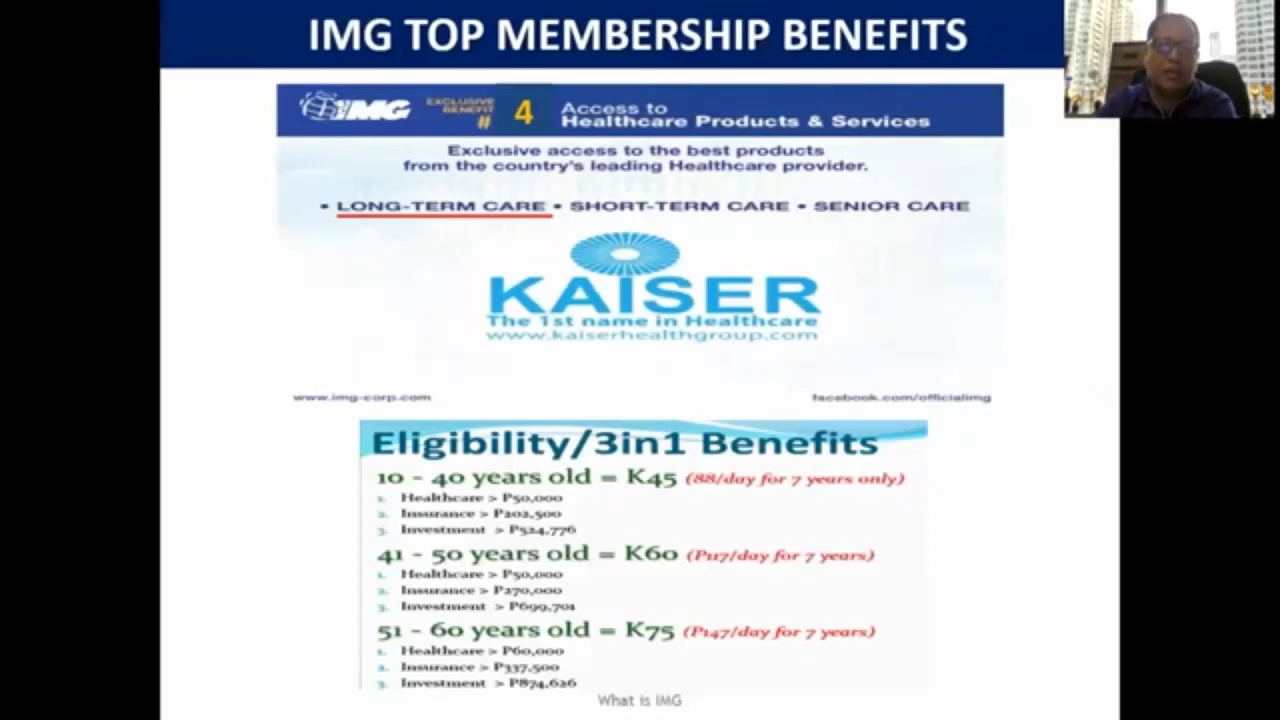 IMG TOP MEMBERSHIP BENEFITS
IMG EXCLUSIVE BENEFIT # 4 Access to
Healthcare Products & Services
Exclusive access to the best products
from the country's leading Healthcare provider.
• LONG-TERM CARE • SHORT-TERM CARE • SENIOR CARE
KAISER
The 1st name in Healthcare
www.kaiserhealthgroup.com
www.img-corp.com facebook.com/officialimg
Eligibility/3in1 Benefits
10 - 40 years old = K45 (88/day for 7 years only)
1. Healthcare > P50,000
2. Insurance > P202,500
3. Investment > P524,776
41 - 50 years old = K60 (P117/day for 7 years)
1. Healthcare > P50,000
2. Insurance > P270,000
3. Investment > P699,701
51 - 60 years old = K75 (P147/day for 7 years)
1. Healthcare > P60,000
2. Insurance > P337,500
3. Investment > P874,626
What is IMG